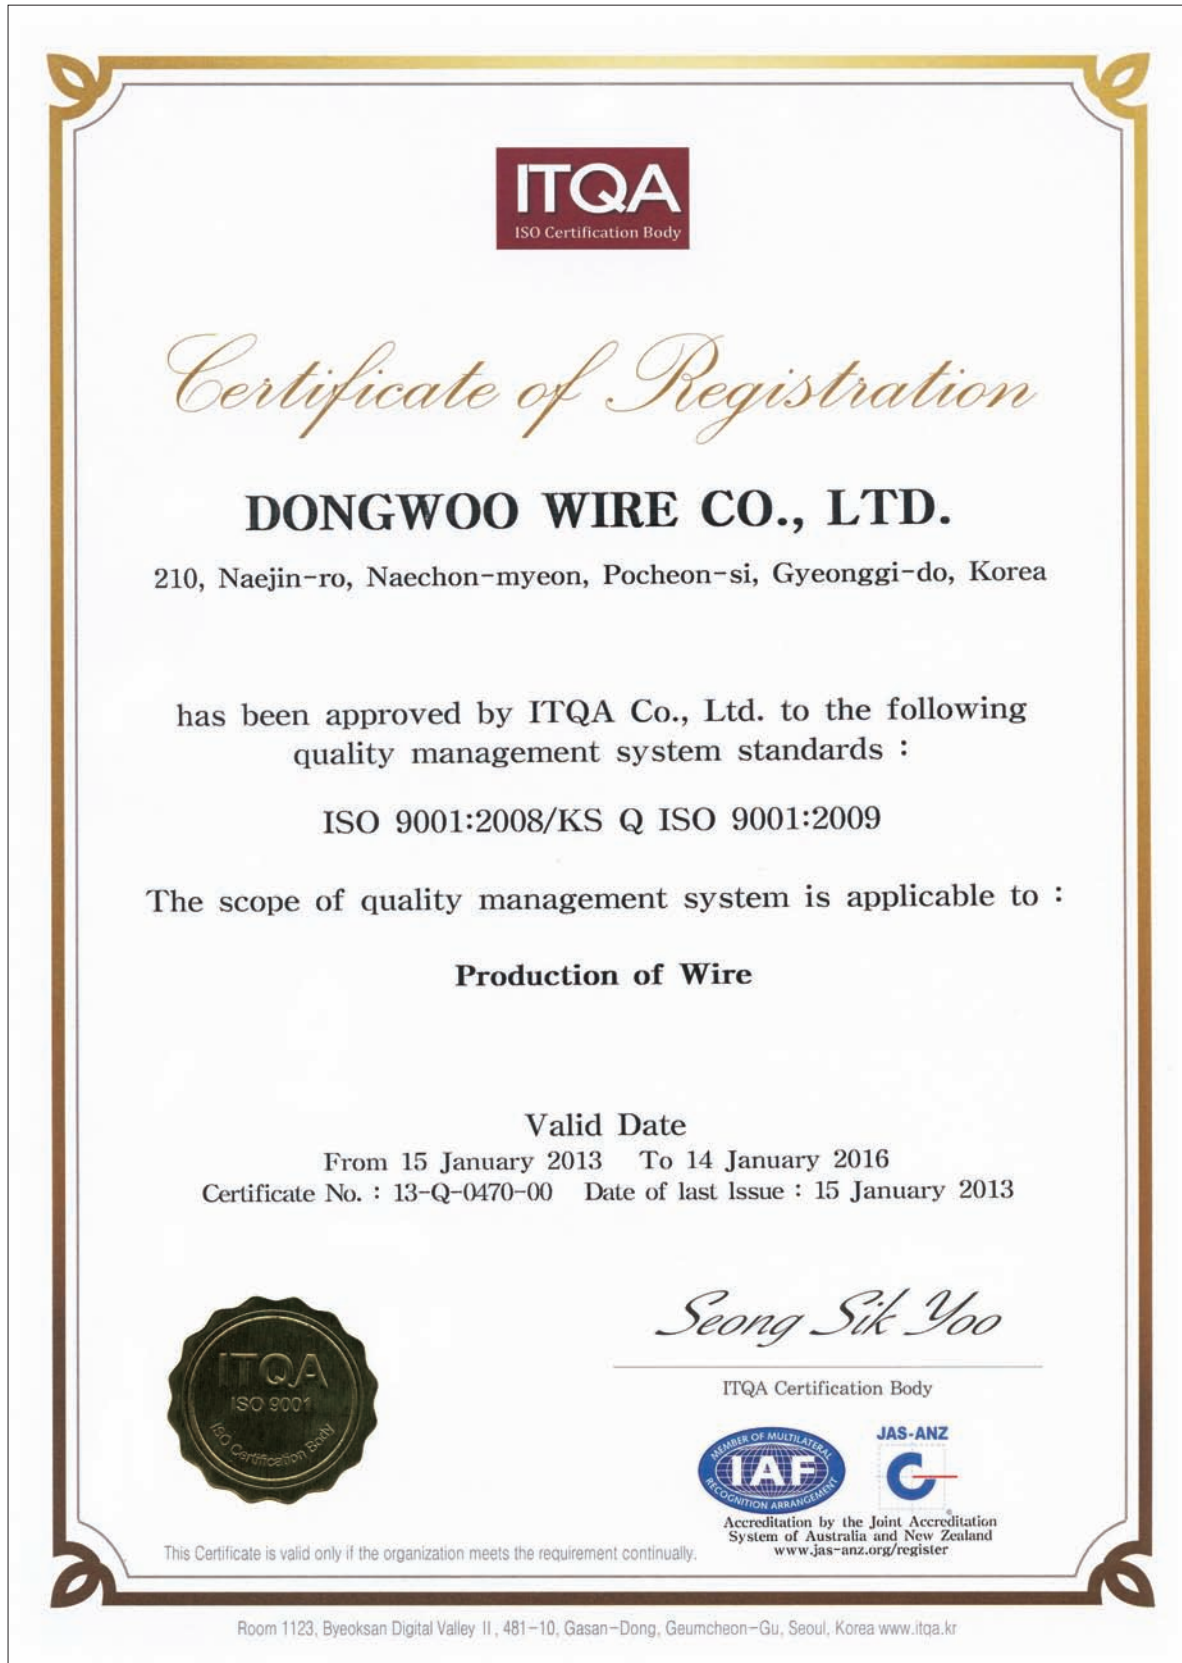 ITQA
ISO Certification Body
Certificate of Registration
DONGWOO WIRE CO., LTD.
210, Naejin-ro, Naechon-myeon, Pocheon-si, Gyeonggi-do, Korea
has been approved by ITQA Co., Ltd. to the following
quality management system standards :
ISO 9001:2008/KS Q ISO 9001:2009
The scope of quality management system is applicable to :
Production of Wire
Valid Date
From 15 January 2013 To 14 January 2016
Certificate No. : 13-Q-0470-00 Date of last Issue : 15 January 2013
Seong Sik Yoo
ITQA Certification Body
ITQA
ISO 9001
ISO Certification Body
MEMBER OF MULTILATERAL
IAF
RECOGNITION ARRANGEMENT
JAS-ANZ
®
Accreditation by the Joint Accreditation
System of Australia and New Zealand
www.jas-anz.org/register
This Certificate is valid only if the organization meets the requirement continually.
Room 1123, Byeoksan Digital Valley II, 481-10, Gasan-Dong, Geumcheon-Gu, Seoul, Korea www.itqa.kr